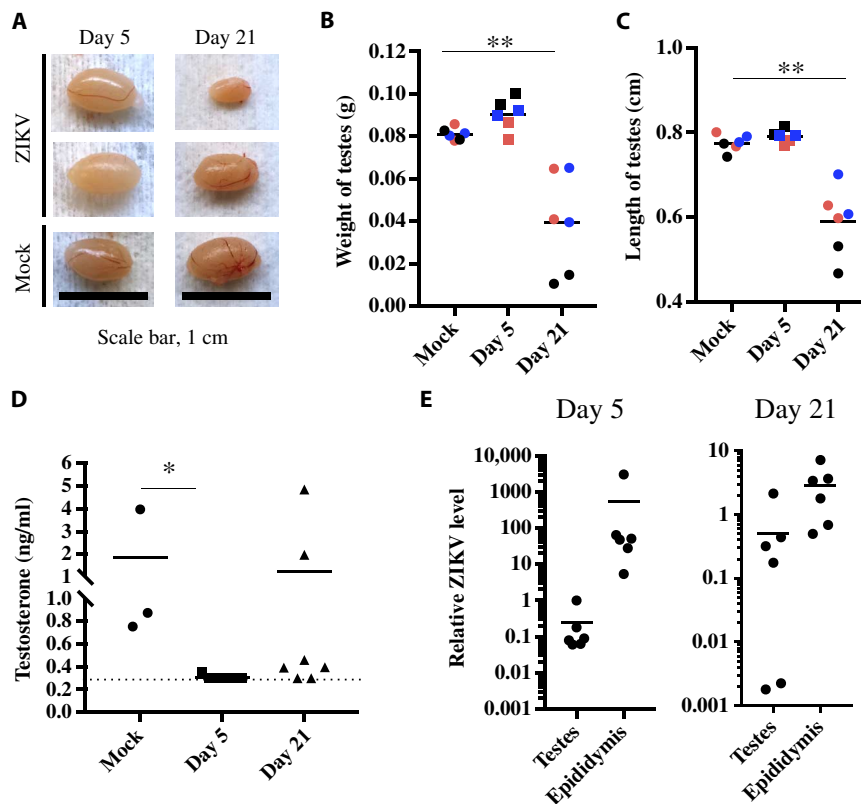 A
Day 5
Day 21
ZIKV
Mock
Scale bar, 1 cm
B
**
Weight of testes (g)
0.12
0.10
0.08
0.06
0.04
0.02
0.00
Mock
Day 5
Day 21
C
**
Length of testes (cm)
1.0
0.8
0.6
0.4
Mock
Day 5
Day 21
D
*
Testosterone (ng/ml)
6
5
4
3
2
1
1.0
0.8
0.6
0.4
0.2
0.0
Mock
Day 5
Day 21
E
Day 5
Day 21
Relative ZIKV level
10,000
1000
100
10
1
0.1
0.01
0.001
Testes
Epididymis
10
1
0.1
0.01
0.001
Testes
Epididymis